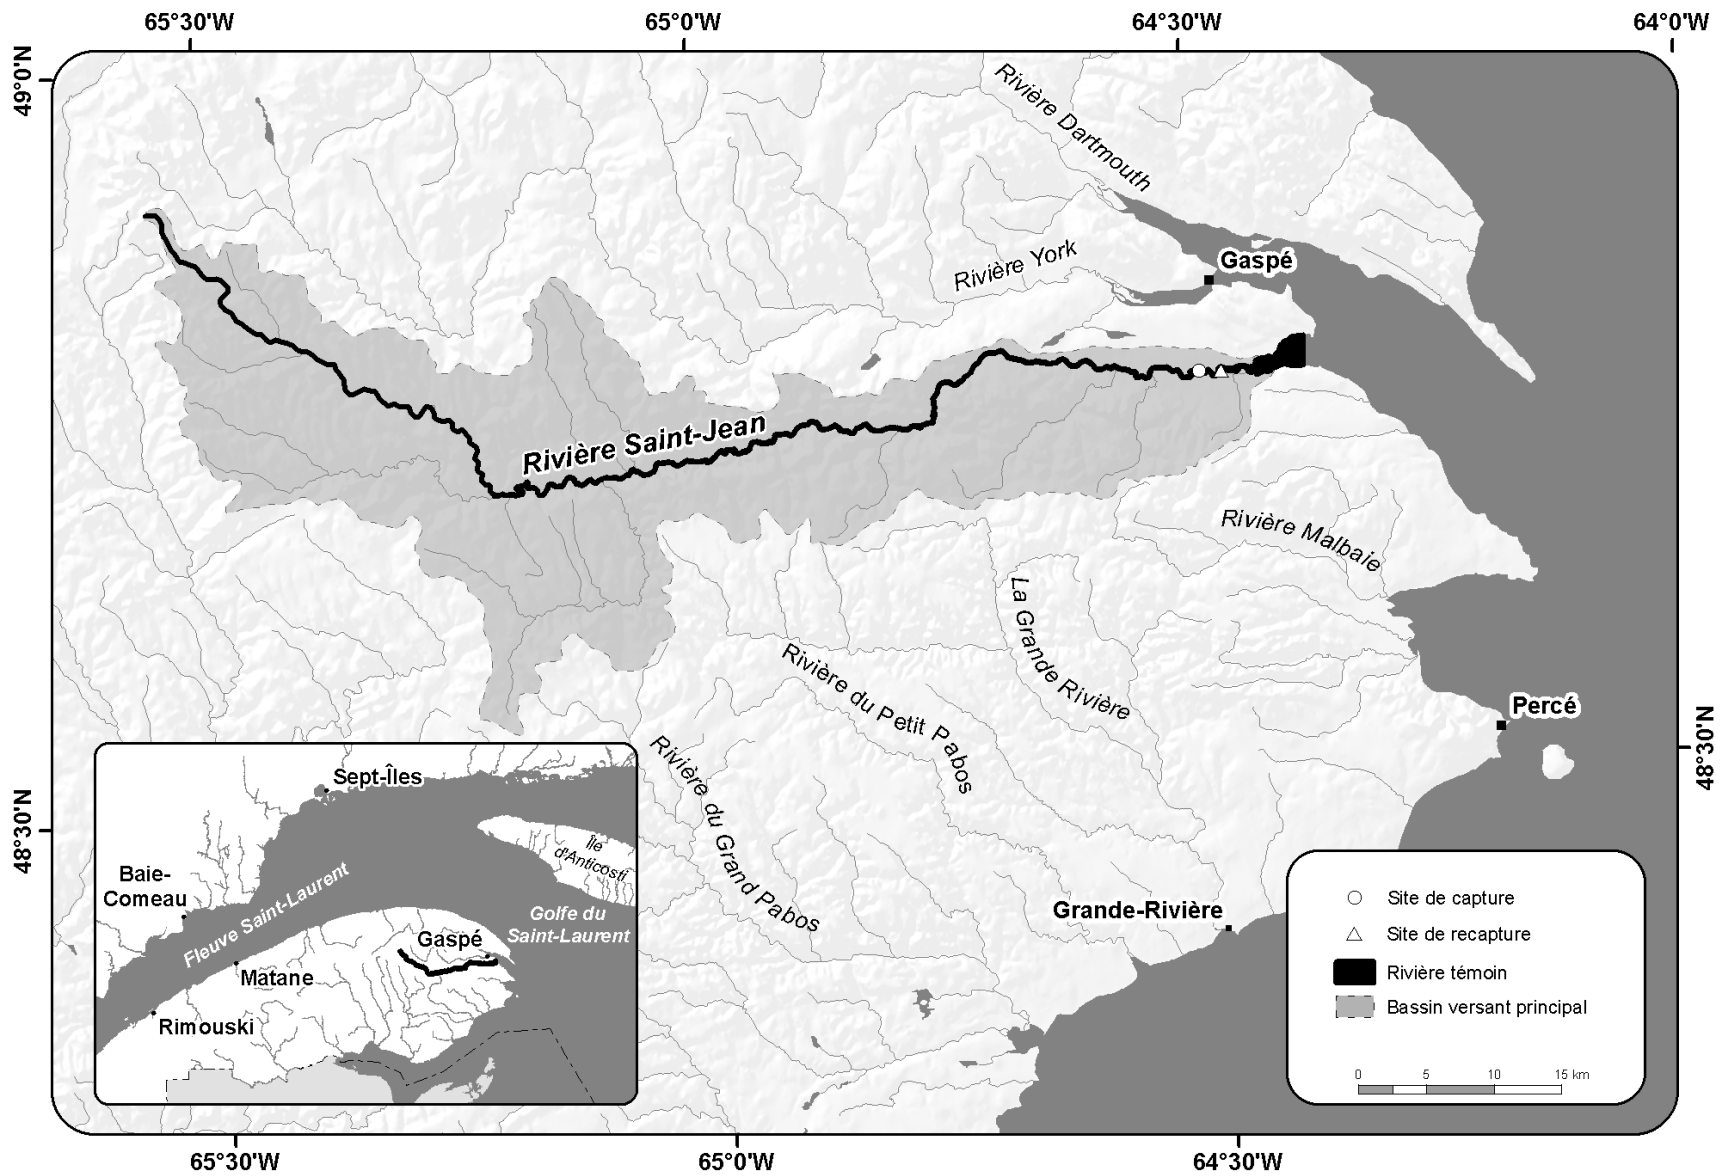 65°30'W
65°0'W
64°30'W
64°0'W
49°0'N
Rivière Dartmouth
Gaspé
Rivière York
Rivière Saint-Jean
Rivière Malbaie
La Grande Rivière
Rivière du Petit Pabos
Percé
48°30'N
Rivière du Grand Pabos
Sept-Îles
Île
d'Anticosti
Baie-
Comeau
Fleuve Saint-Laurent
Golfe du
Saint-Laurent
Gaspé
Matane
Rimouski
48°30'N
Grande-Rivière
Site de capture
Site de recapture
Rivière témoin
Bassin versant principal
0 5 10 15 km
65°30'W
65°0'W
64°30'W